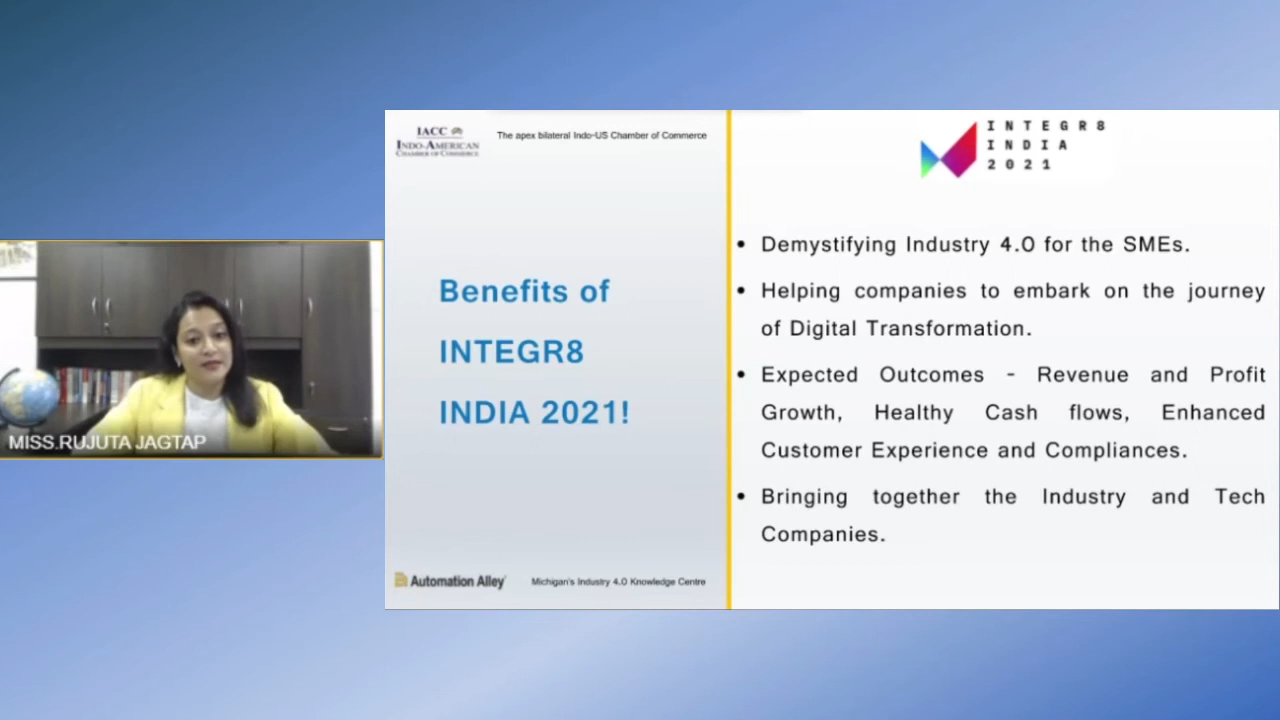 IACC
INDO-AMERICAN
CHAMBER OF COMMERCE
The apex bilateral Indo-US Chamber of Commerce
INTEGR8
INDIA
2021
Benefits of
INTEGR8
INDIA 2021!
• Demystifying Industry 4.0 for the SMEs.
• Helping companies to embark on the journey
of Digital Transformation.
• Expected Outcomes - Revenue and Profit
Growth, Healthy Cash flows, Enhanced
Customer Experience and Compliances.
• Bringing together the Industry and Tech
Companies.
MISS.RUJUTA JAGTAP
Automation Alley
Michigan's Industry 4.0 Knowledge Centre